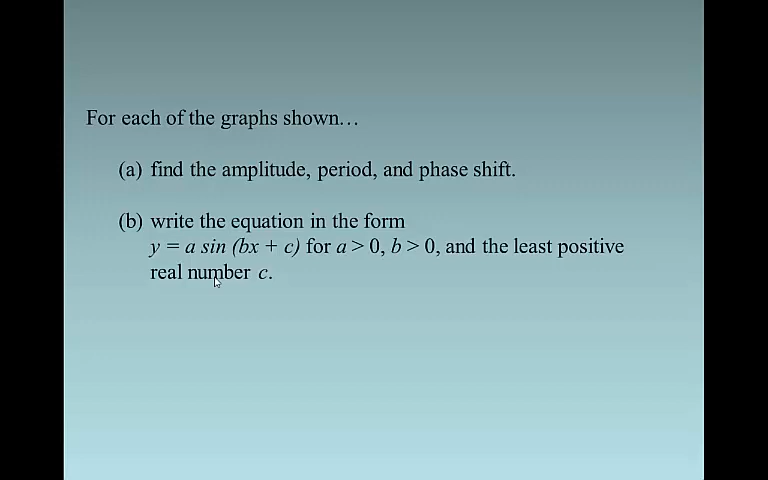 For each of the graphs shown…
(a) find the amplitude, period, and phase shift.
(b) write the equation in the form
y = a sin (bx + c) for a > 0, b > 0, and the least positive
real number c.